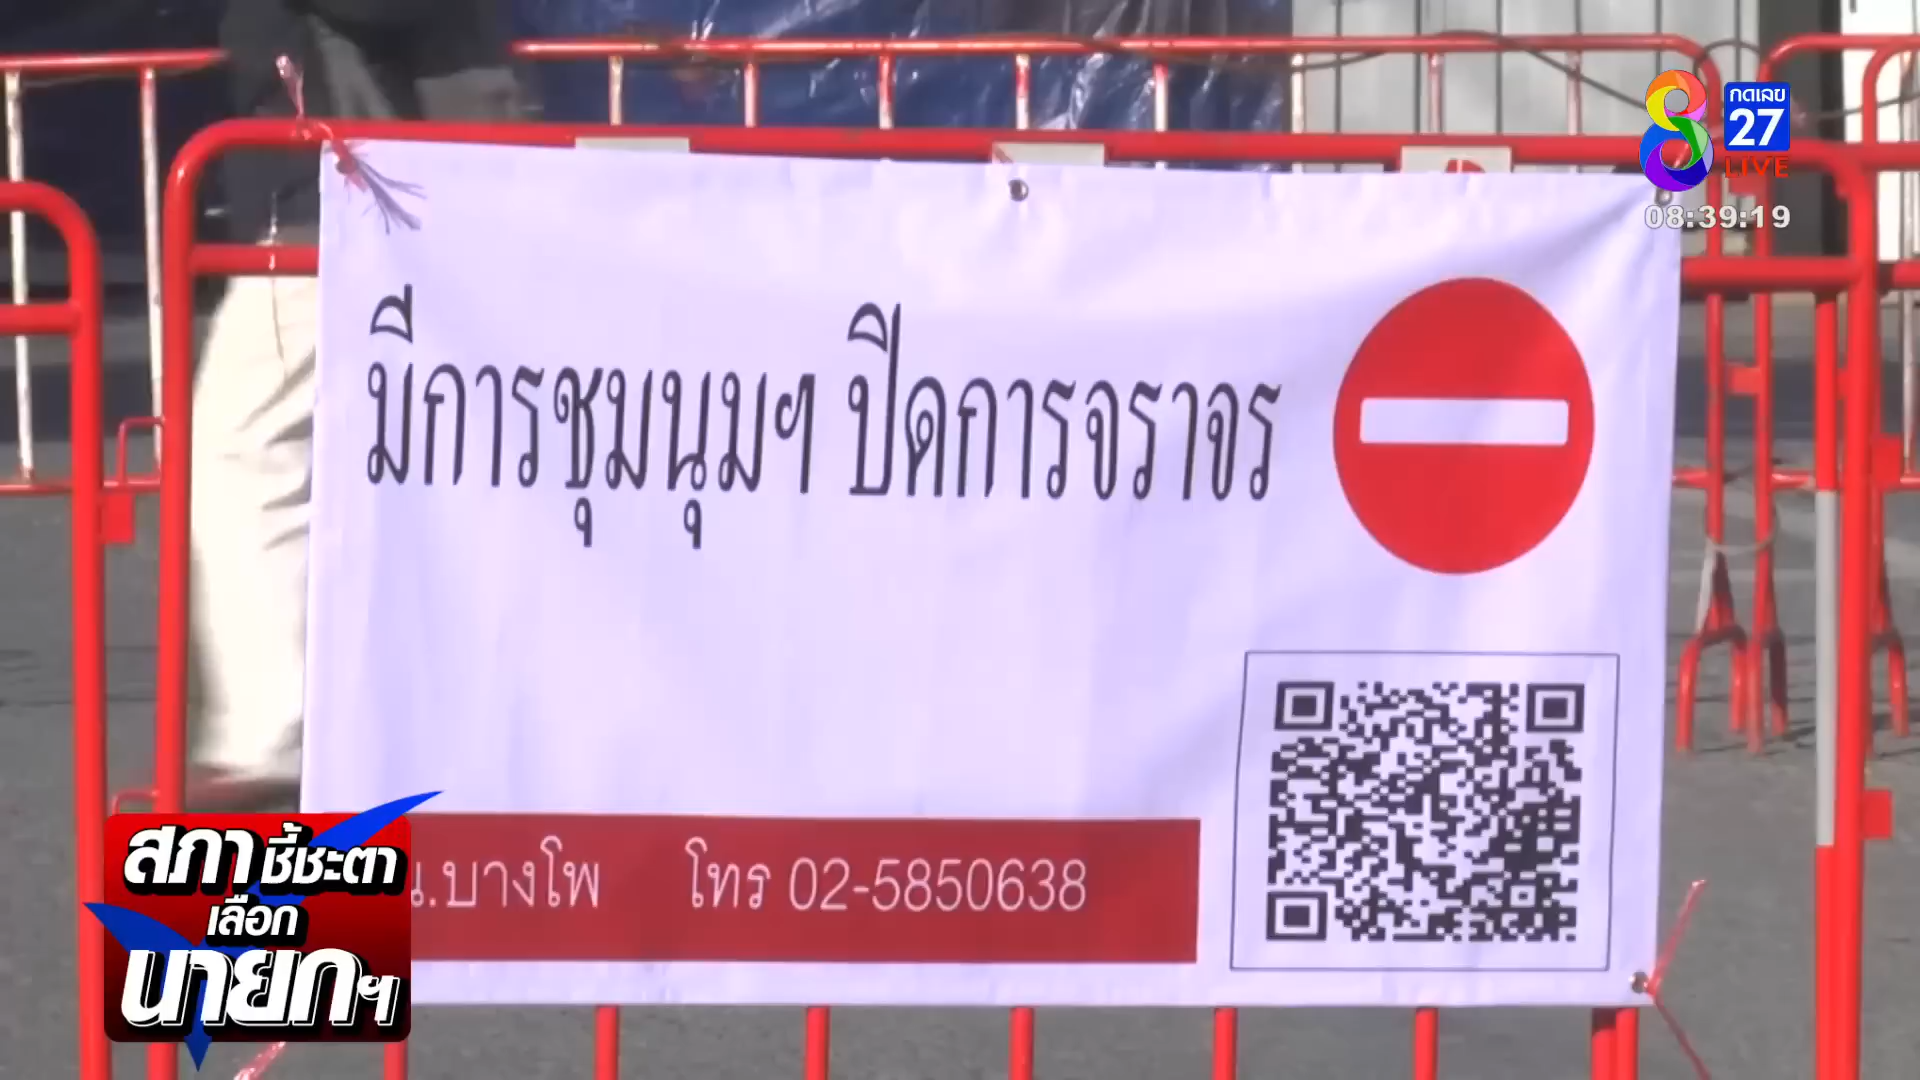 กดเลข
27
LIVE
08:39:19
มีการชุมนุมฯ ปิดการจราจร
น.บางโพ โทร 02-5850638
สภา ชี้ชะตา
เลือก
นายกฯ